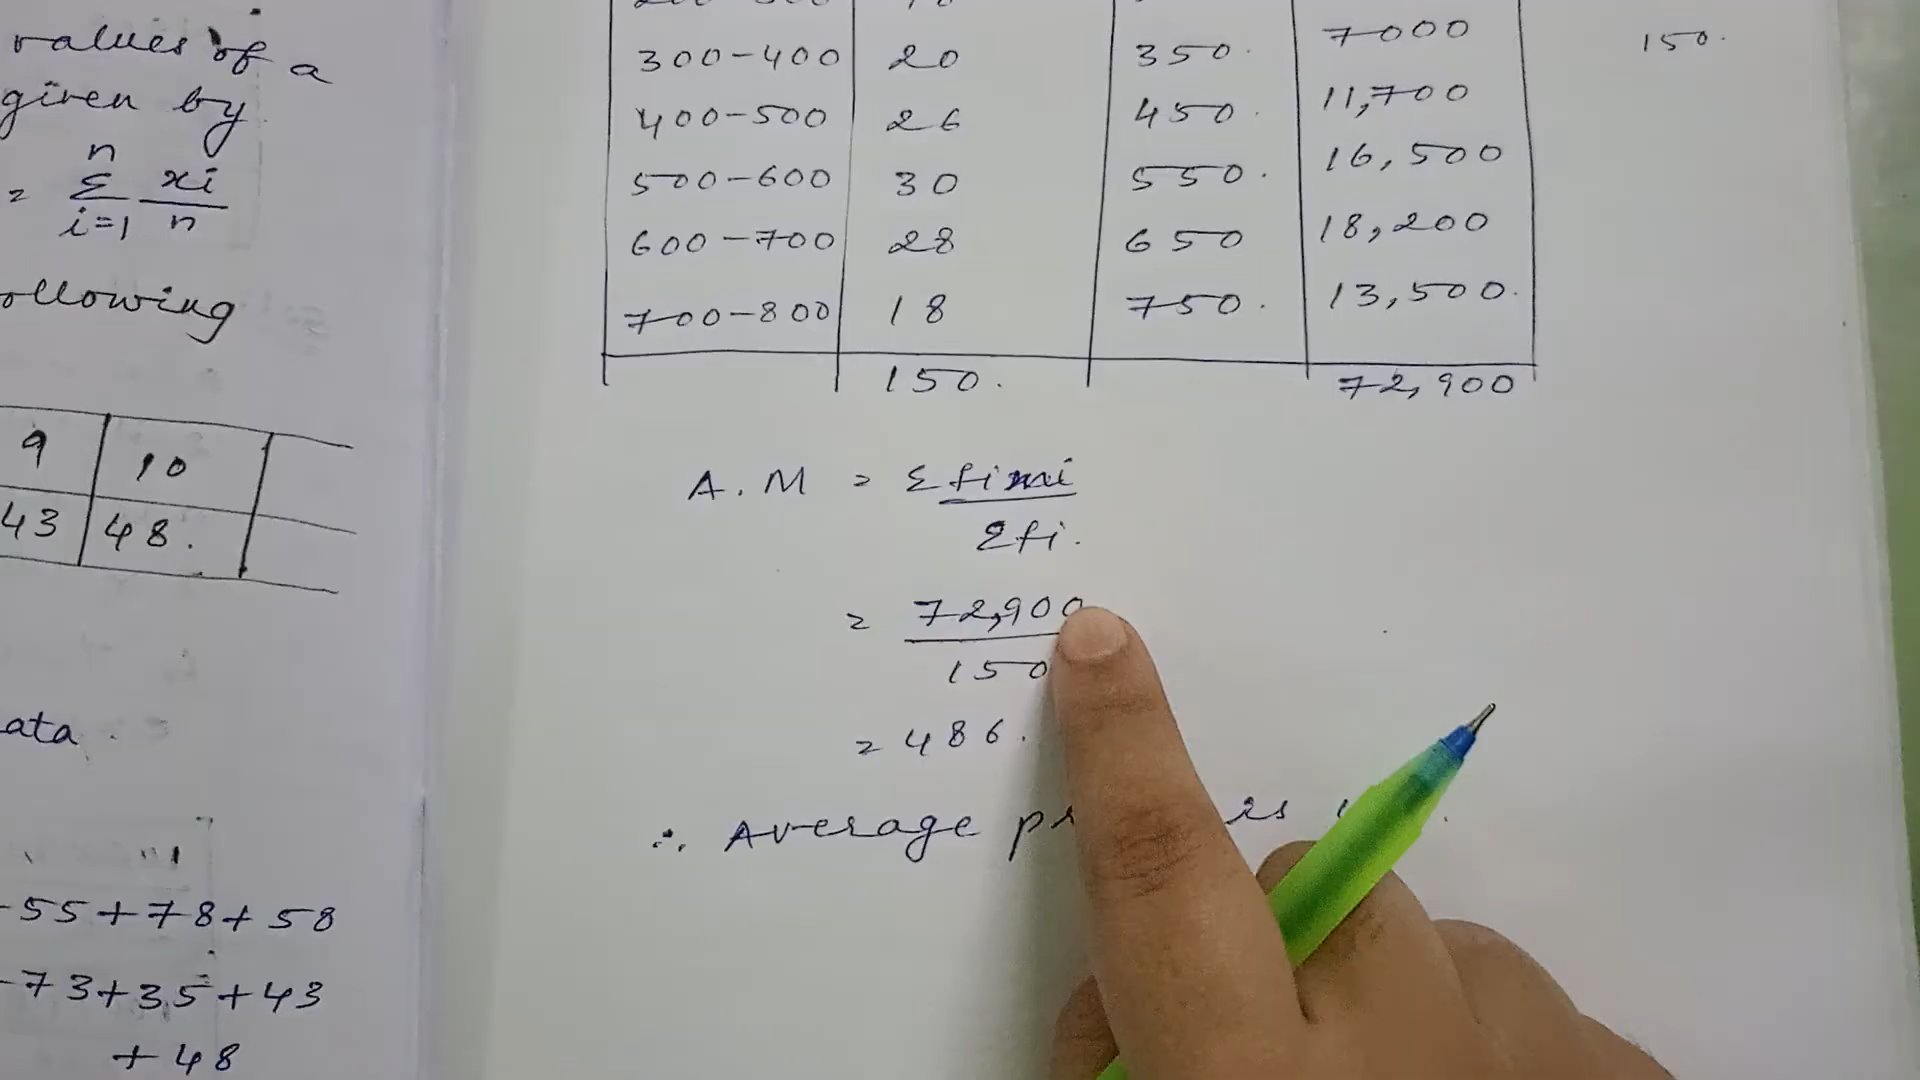 values of a
given by
n
= Σ xi
i=1 n
ollowing
9 10
43 48.
ata
-55+78+58
-73+35+43
+48
300-400 20 350. 7000
150.
400-500 26 450. 11,700
500-600 30 550. 16,500
600-700 28 650 18,200
700-800 18 750. 13,500.
150. 72,900
A.M = Σ fi mi
Σfi.
= 72,900
150
= 486.
∴ Average is